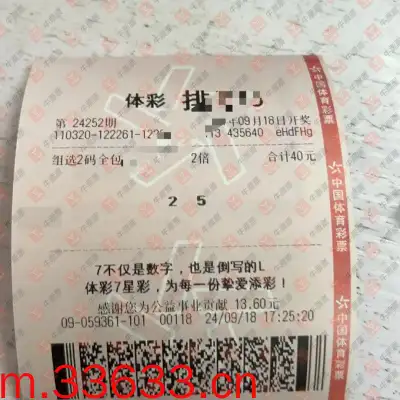 体彩 排
第 24252期 年09月18日开奖
110320-122261-12 435640 eHdFHg
组选2码全包 2倍 合计40元
2 5
7不仅是数字，也是倒写的L
体彩7星彩，为每一份挚爱添彩！
感谢您为公益事业贡献 13.60元
09-059361-101 00118 24/09/18 17:25:20
中国体育彩票
中国体育彩票
m.33633.cn